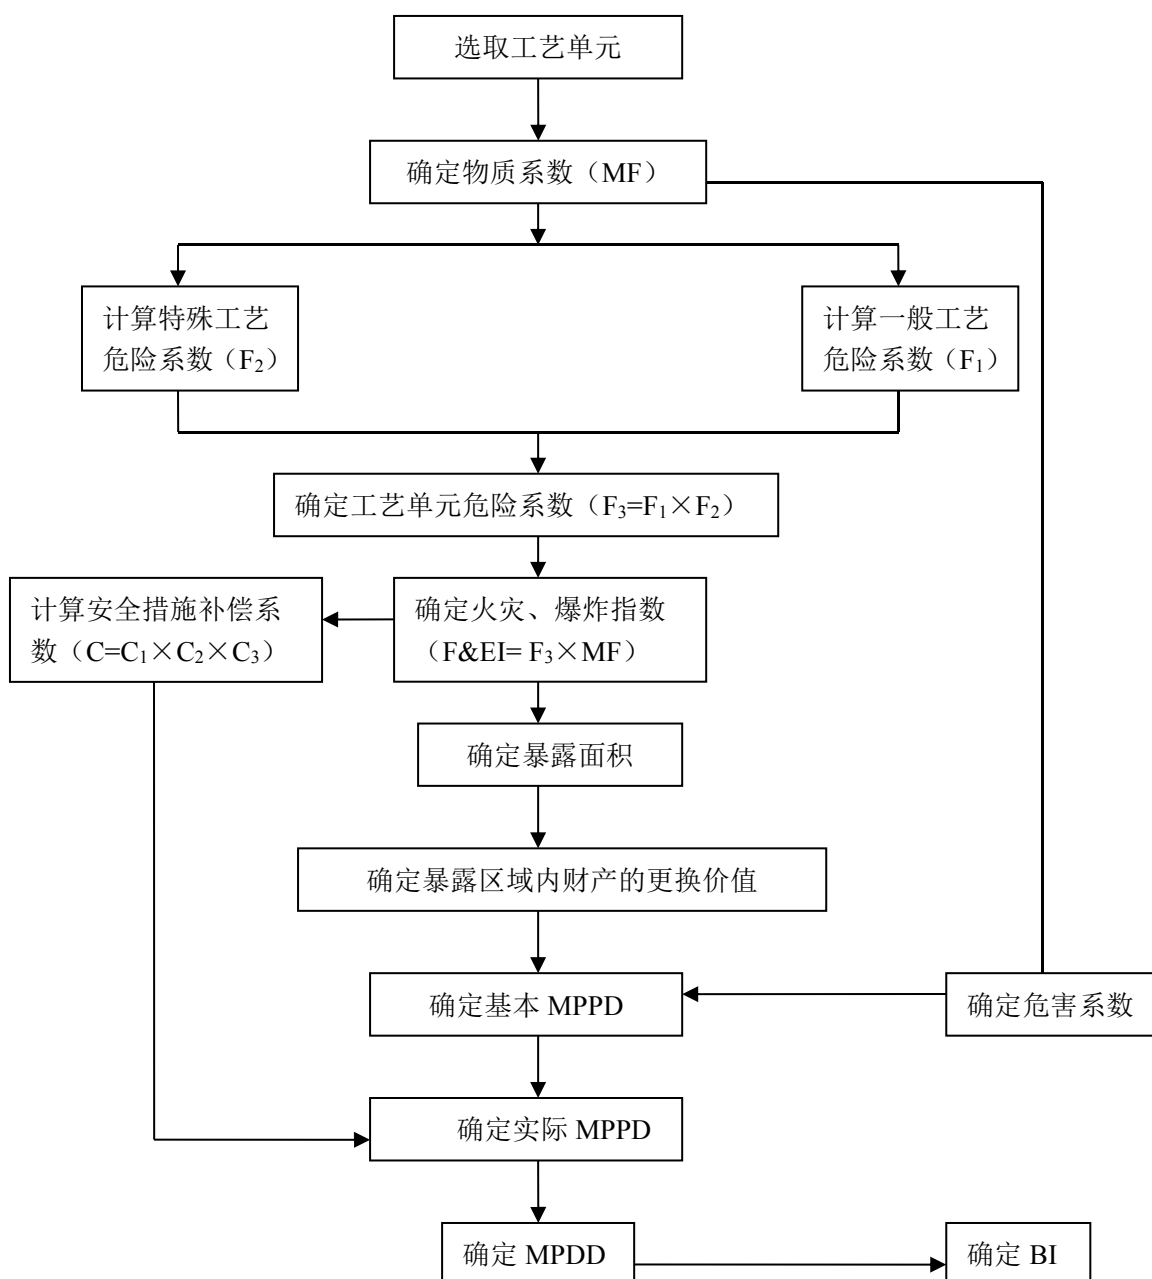 选取工艺单元
确定物质系数（MF）
计算特殊工艺
危险系数（F₂）
计算一般工艺
危险系数（F₁）
确定工艺单元危险系数（F₃=F₁×F₂）
计算安全措施补偿系
数（C=C₁×C₂×C₃）
确定火灾、爆炸指数
（F&EI= F₃×MF）
确定暴露面积
确定暴露区域内财产的更换价值
确定基本 MPPD
确定危害系数
确定实际 MPPD
确定 MPDD
确定 BI